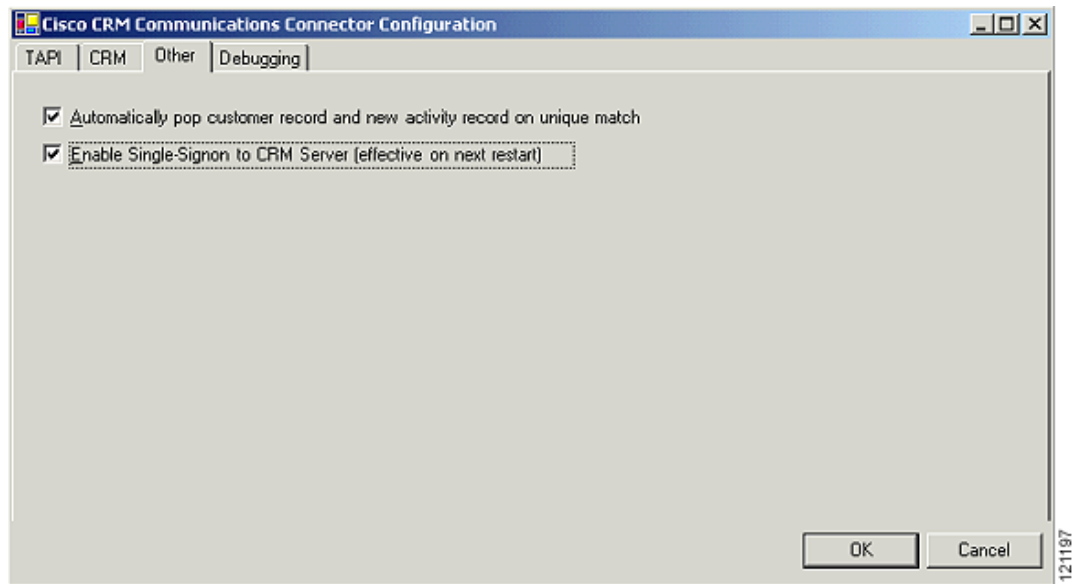 Cisco CRM Communications Connector Configuration
TAPI CRM Other Debugging
Automatically pop customer record and new activity record on unique match
Enable Single-Signon to CRM Server (effective on next restart)
OK Cancel
121197